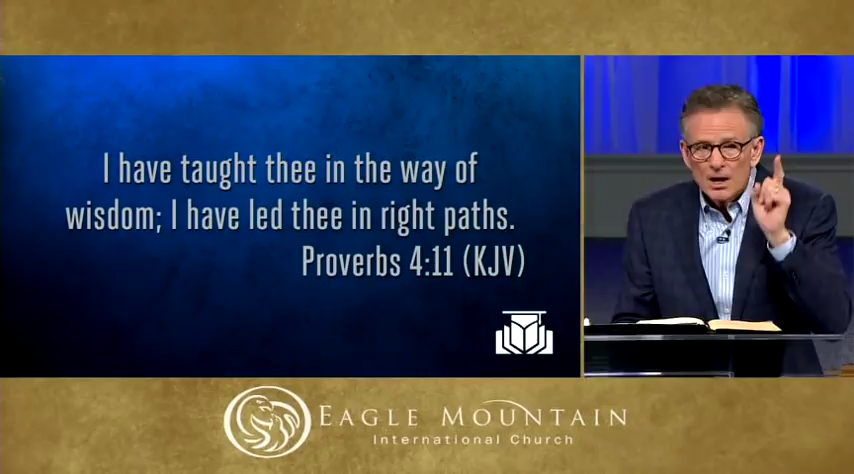 I have taught thee in the way of
wisdom; I have led thee in right paths.
Proverbs 4:11 (KJV)
EAGLE MOUNTAIN
International Church